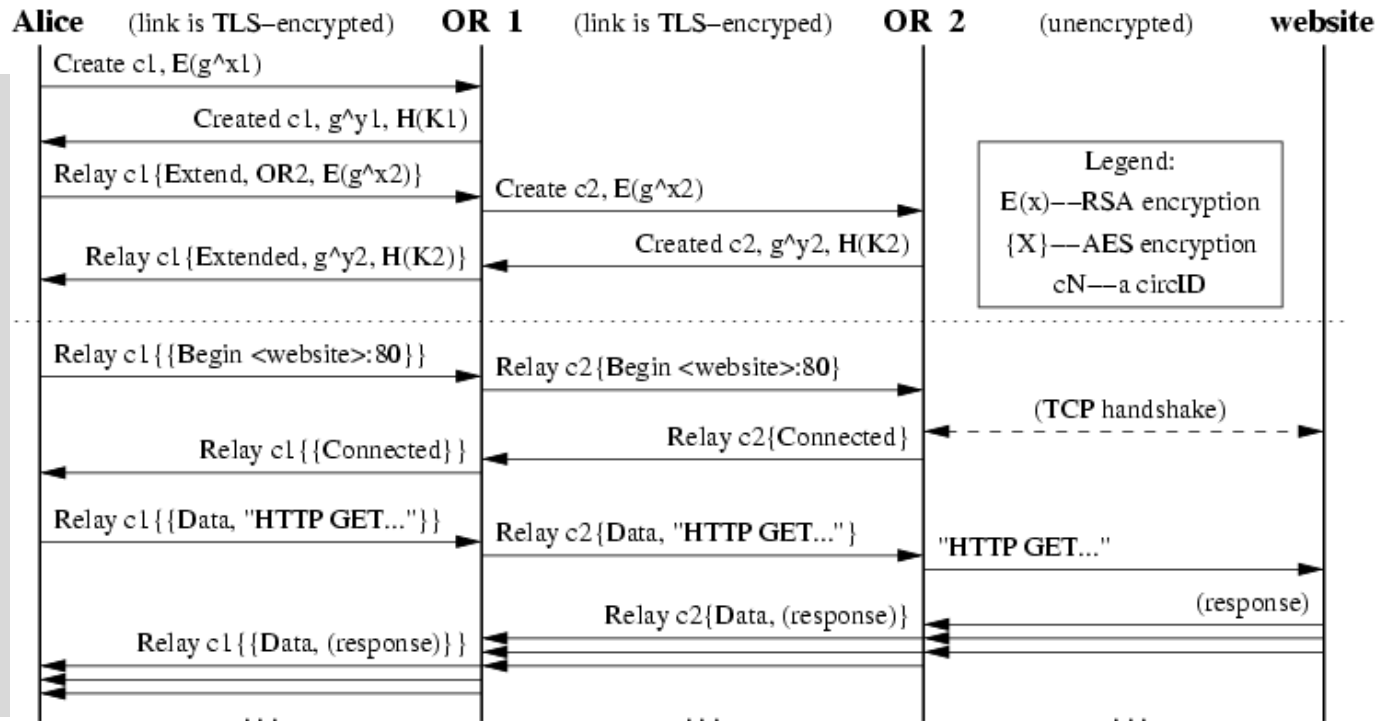 Alice (link is TLS–encrypted) OR 1 (link is TLS–encryped) OR 2 (unencrypted) website
Create c1, E(g^x1)
Created c1, g^y1, H(K1)
Relay c1{Extend, OR2, E(g^x2)}
Create c2, E(g^x2)
Created c2, g^y2, H(K2)
Relay c1{Extended, g^y2, H(K2)}
Legend:
E(x)––RSA encryption
{X}––AES encryption
cN––a circID
Relay c1{{Begin <website>:80}}
Relay c2{Begin <website>:80}
(TCP handshake)
Relay c2{Connected}
Relay c1{{Connected}}
Relay c1{{Data, "HTTP GET..."}}
Relay c2{Data, "HTTP GET..."}
"HTTP GET..."
(response)
Relay c2{Data, (response)}
Relay c1{{Data, (response)}}
... ... ...